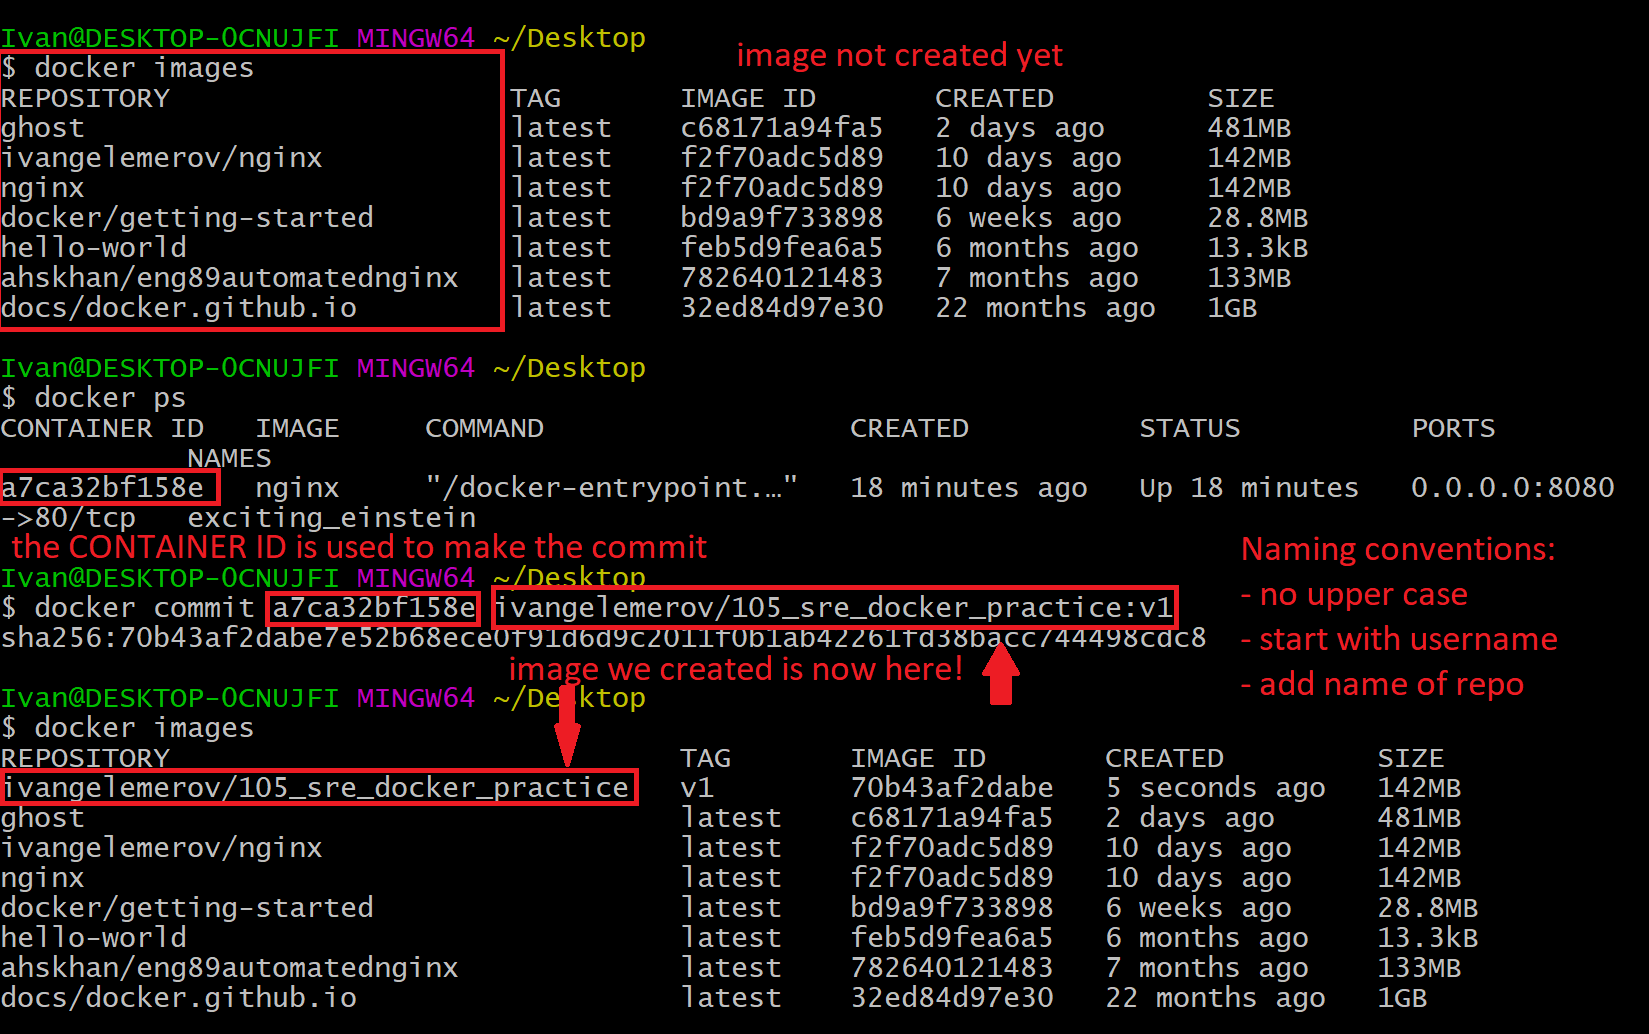 Ivan@DESKTOP-0CNUJFI MINGW64 ~/Desktop
image not created yet
$ docker images
REPOSITORY TAG IMAGE ID CREATED SIZE
ghost latest c68171a94fa5 2 days ago 481MB
ivangelemerov/nginx latest f2f70adc5d89 10 days ago 142MB
nginx latest f2f70adc5d89 10 days ago 142MB
docker/getting-started latest bd9a9f733898 6 weeks ago 28.8MB
hello-world latest feb5d9fea6a5 6 months ago 13.3kB
ahskhan/eng89automatednginx latest 782640121483 7 months ago 133MB
docs/docker.github.io latest 32ed84d97e30 22 months ago 1GB
Ivan@DESKTOP-0CNUJFI MINGW64 ~/Desktop
$ docker ps
CONTAINER ID IMAGE COMMAND CREATED STATUS PORTS
NAMES
a7ca32bf158e nginx "/docker-entrypoint.…" 18 minutes ago Up 18 minutes 0.0.0.0:8080
->80/tcp exciting_einstein
the CONTAINER ID is used to make the commit
Ivan@DESKTOP-0CNUJFI MINGW64 ~/Desktop
$ docker commit a7ca32bf158e ivangelemerov/105_sre_docker_practice:v1
sha256:70b43af2dabe7e52b68ece0f91d6d9c2011f0b1ab42261fd38bacc744498cdc8
Naming conventions:
- no upper case
- start with username
- add name of repo
image we created is now here!
Ivan@DESKTOP-0CNUJFI MINGW64 ~/Desktop
$ docker images
REPOSITORY TAG IMAGE ID CREATED SIZE
ivangelemerov/105_sre_docker_practice v1 70b43af2dabe 5 seconds ago 142MB
ghost latest c68171a94fa5 2 days ago 481MB
ivangelemerov/nginx latest f2f70adc5d89 10 days ago 142MB
nginx latest f2f70adc5d89 10 days ago 142MB
docker/getting-started latest bd9a9f733898 6 weeks ago 28.8MB
hello-world latest feb5d9fea6a5 6 months ago 13.3kB
ahskhan/eng89automatednginx latest 782640121483 7 months ago 133MB
docs/docker.github.io latest 32ed84d97e30 22 months ago 1GB